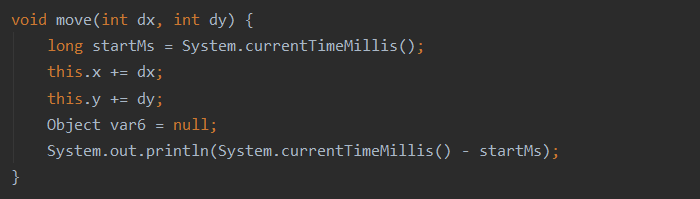 void move(int dx, int dy) {
    long startMs = System.currentTimeMillis();
    this.x += dx;
    this.y += dy;
    Object var6 = null;
    System.out.println(System.currentTimeMillis() - startMs);
}